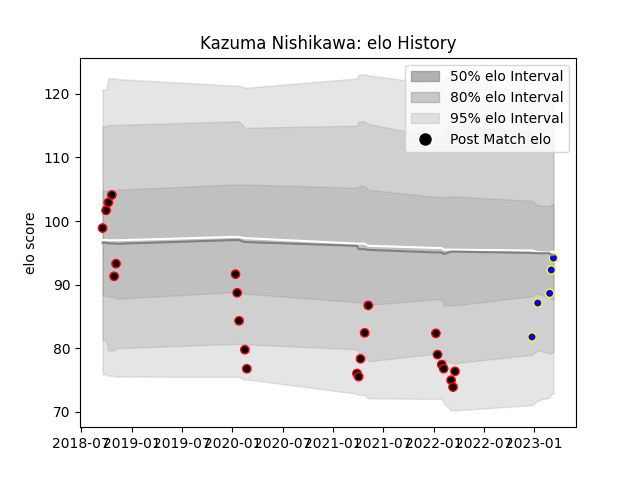 Kazuma Nishikawa: elo History
50% elo Interval
80% elo Interval
95% elo Interval
Post Match elo
elo score
120
110
100
90
80
70
2018-07 2019-01 2019-07 2020-01 2020-07 2021-01 2021-07 2022-01 2022-07 2023-01